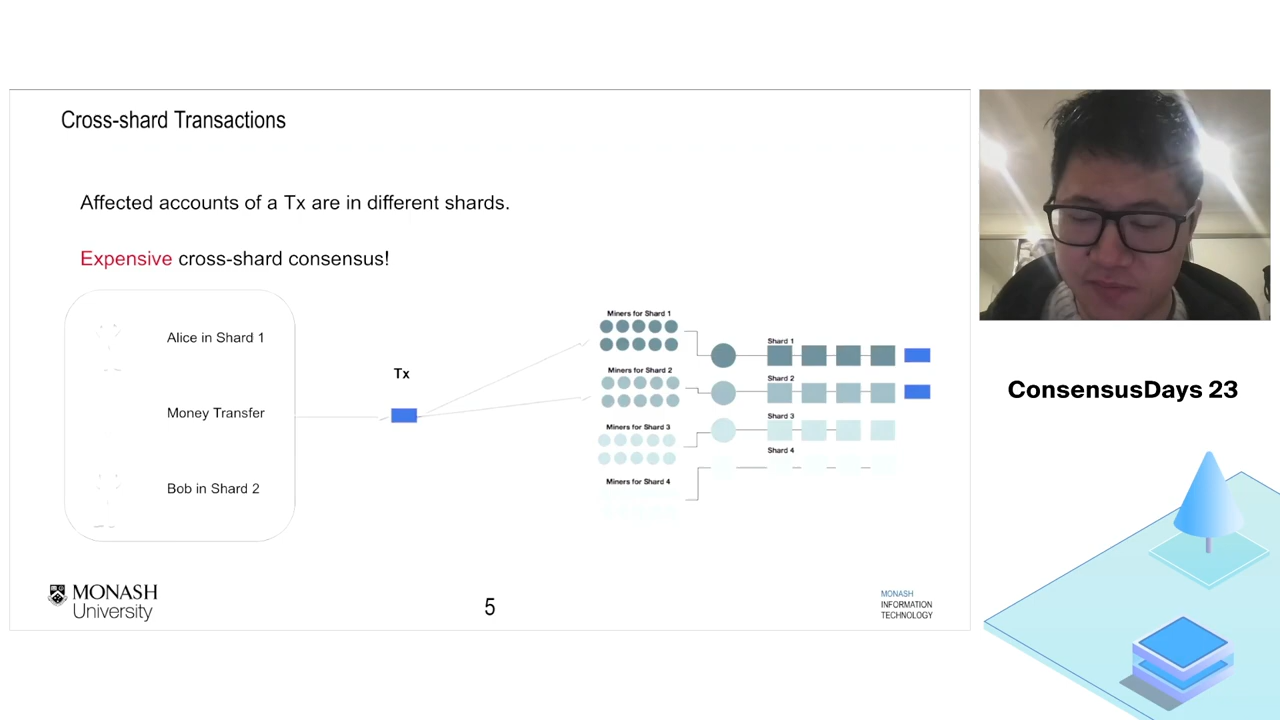 Cross-shard Transactions
Affected accounts of a Tx are in different shards.
Expensive cross-shard consensus!
Alice in Shard 1
Money Transfer
Bob in Shard 2
Tx
Miners for Shard 1
Miners for Shard 2
Miners for Shard 3
Miners for Shard 4
Shard 1
Shard 2
Shard 3
Shard 4
MONASH
University
5
MONASH
INFORMATION
TECHNOLOGY
ConsensusDays 23